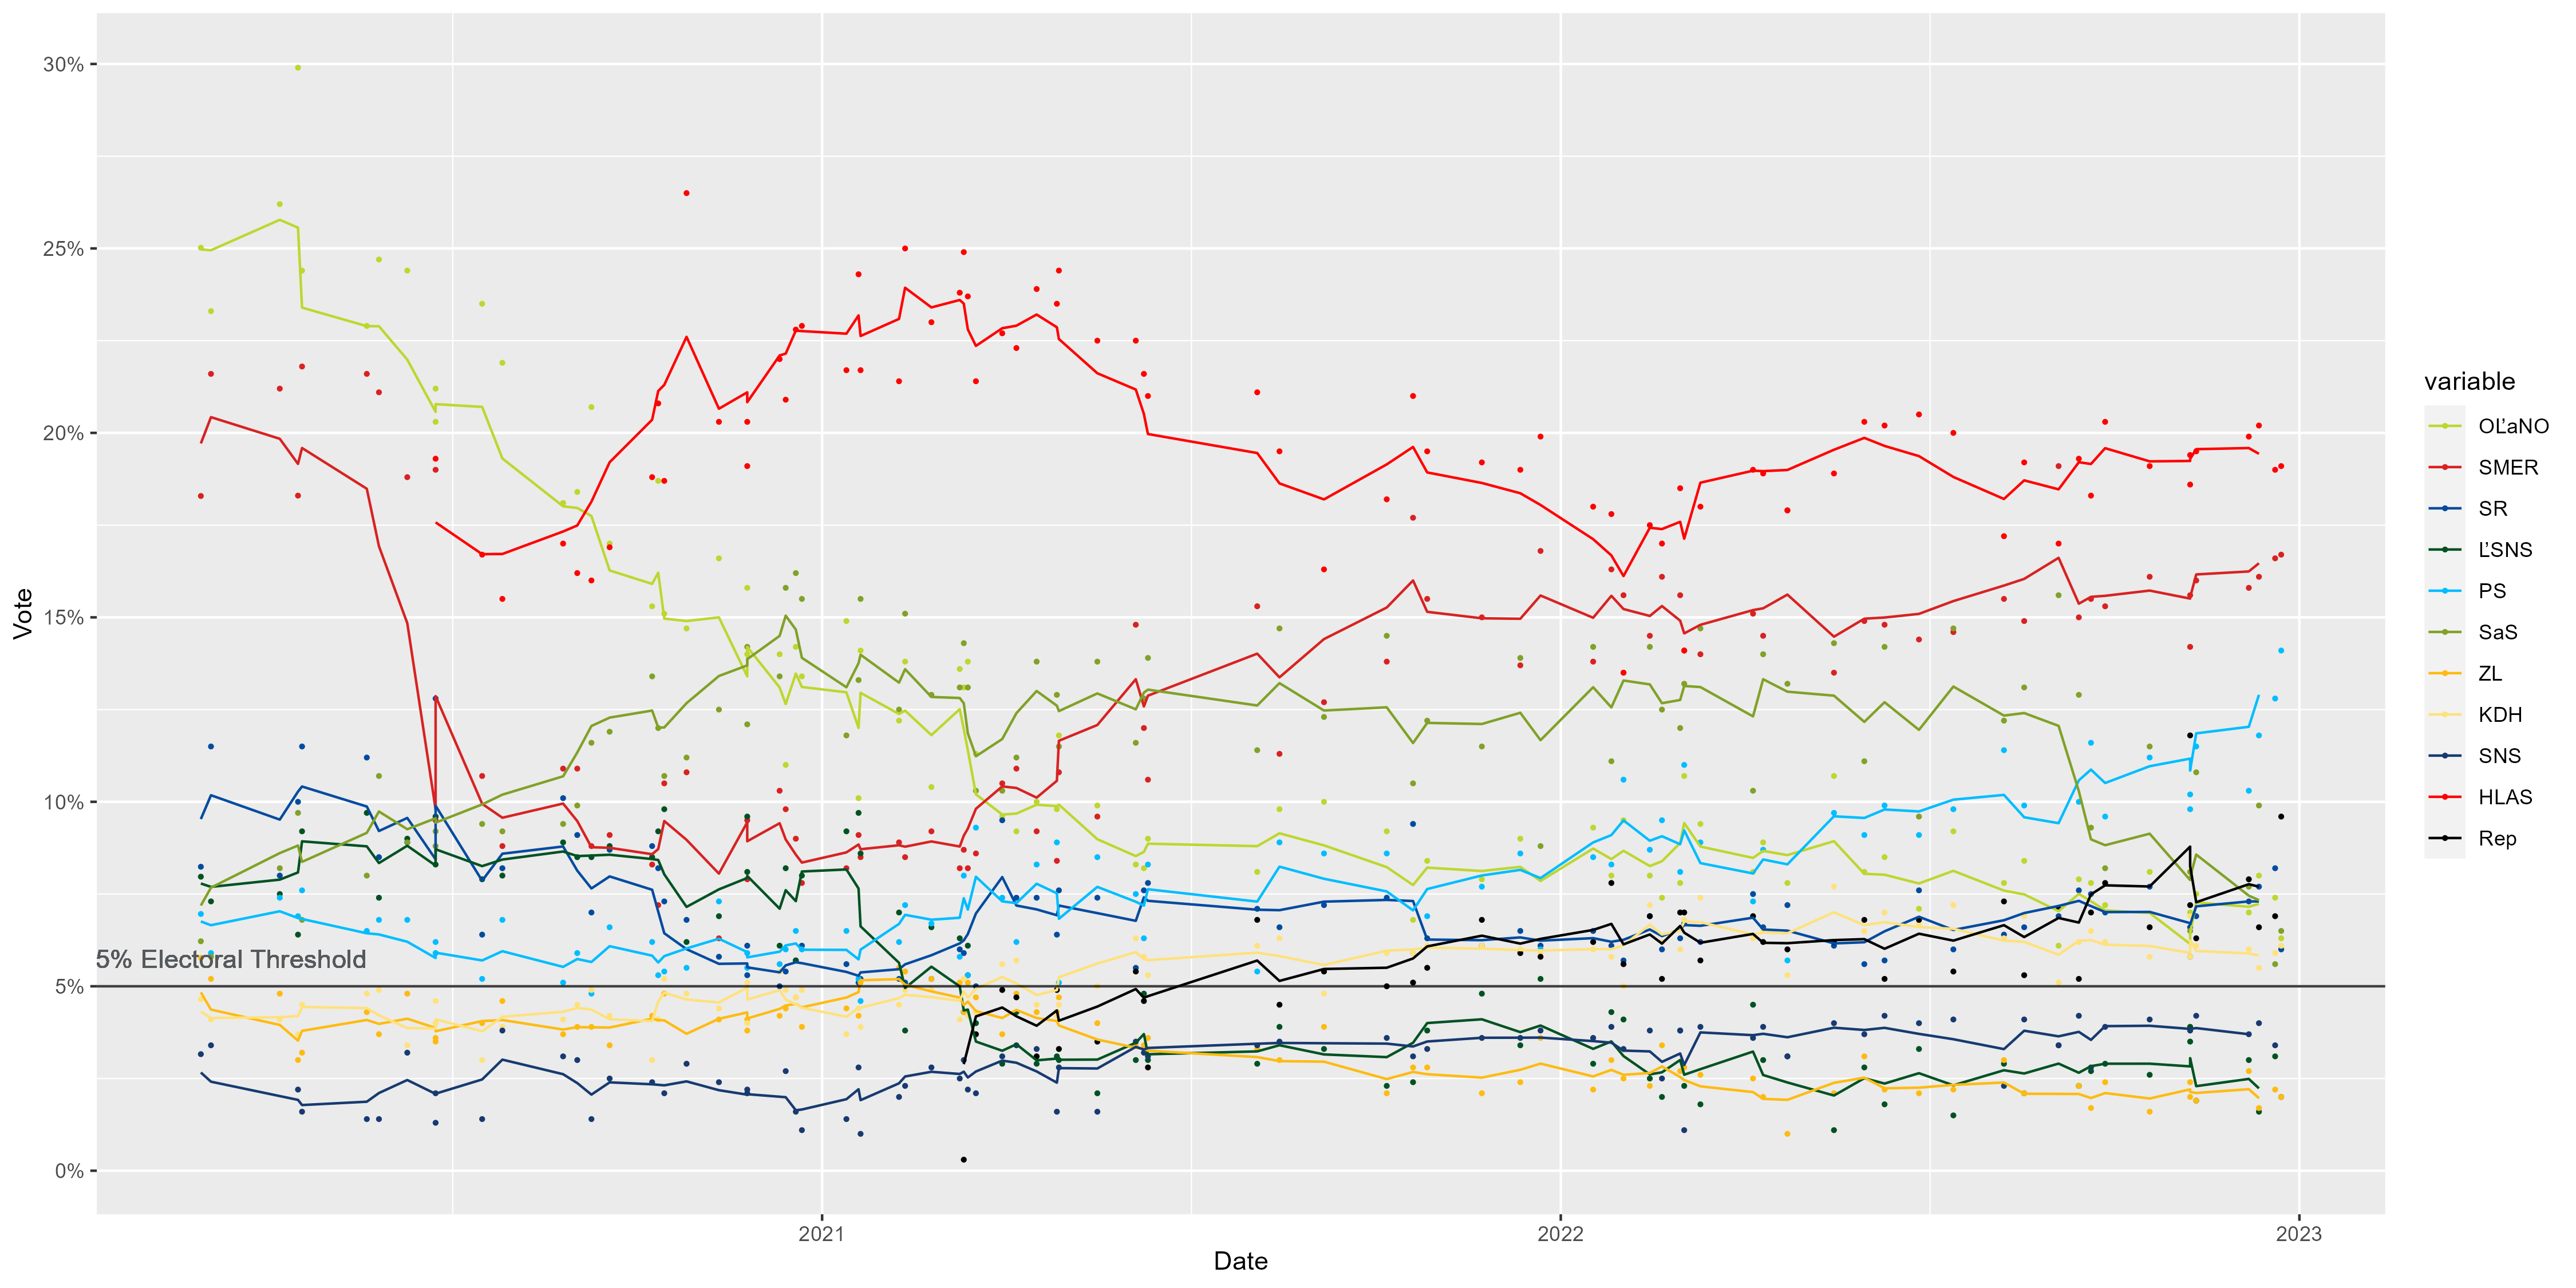 30%
25%
20%
15%
10%
5%
0%
Vote
5% Electoral Threshold
2021
2022
2023
Date
variable
OĽaNO
SMER
SR
ĽSNS
PS
SaS
ZL
KDH
SNS
HLAS
Rep